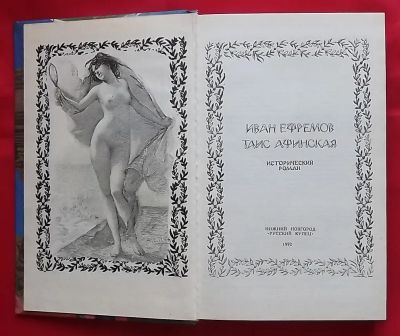 ИВАН ЕФРЕМОВ
ТАИС АФИНСКАЯ
ИСТОРИЧЕСКИЙ
РОМАН
НИЖНИЙ НОВГОРОД
«РУССКИЙ КУПЕЦ»
1992